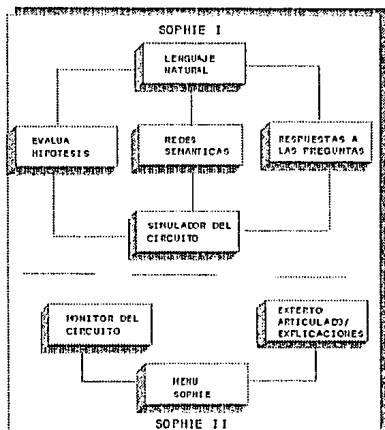 SOPHIE I
LENGUAJE
NATURAL
EVALUA
HIPOTESIS
REDES
SEMANTICAS
RESPUESTAS A
LAS PREGUNTAS
SIMULADOR DEL
CIRCUITO
MONITOR DEL
CIRCUITO
EXPERTO
ARTICULADO/
EXPLICACIONES
MENU
SOPHIE
SOPHIE II